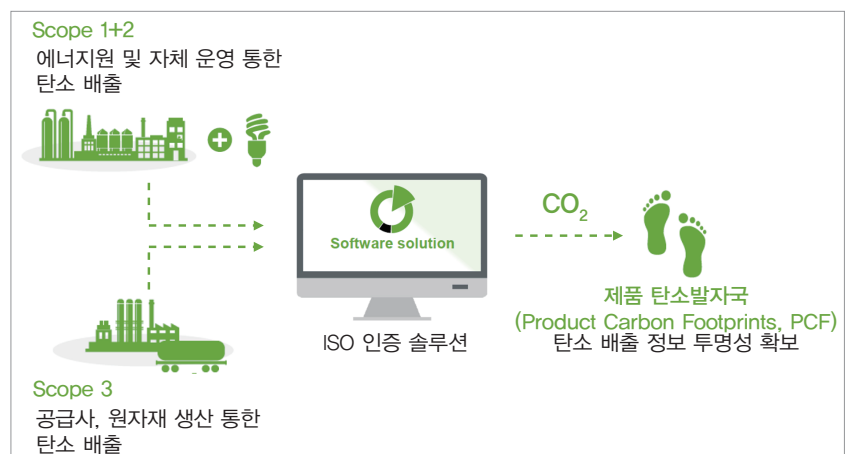 Scope 1+2
에너지원 및 자체 운영 통한
탄소 배출
Software solution
ISO 인증 솔루션
CO₂
제품 탄소발자국
(Product Carbon Footprints, PCF)
탄소 배출 정보 투명성 확보
Scope 3
공급사, 원자재 생산 통한
탄소 배출